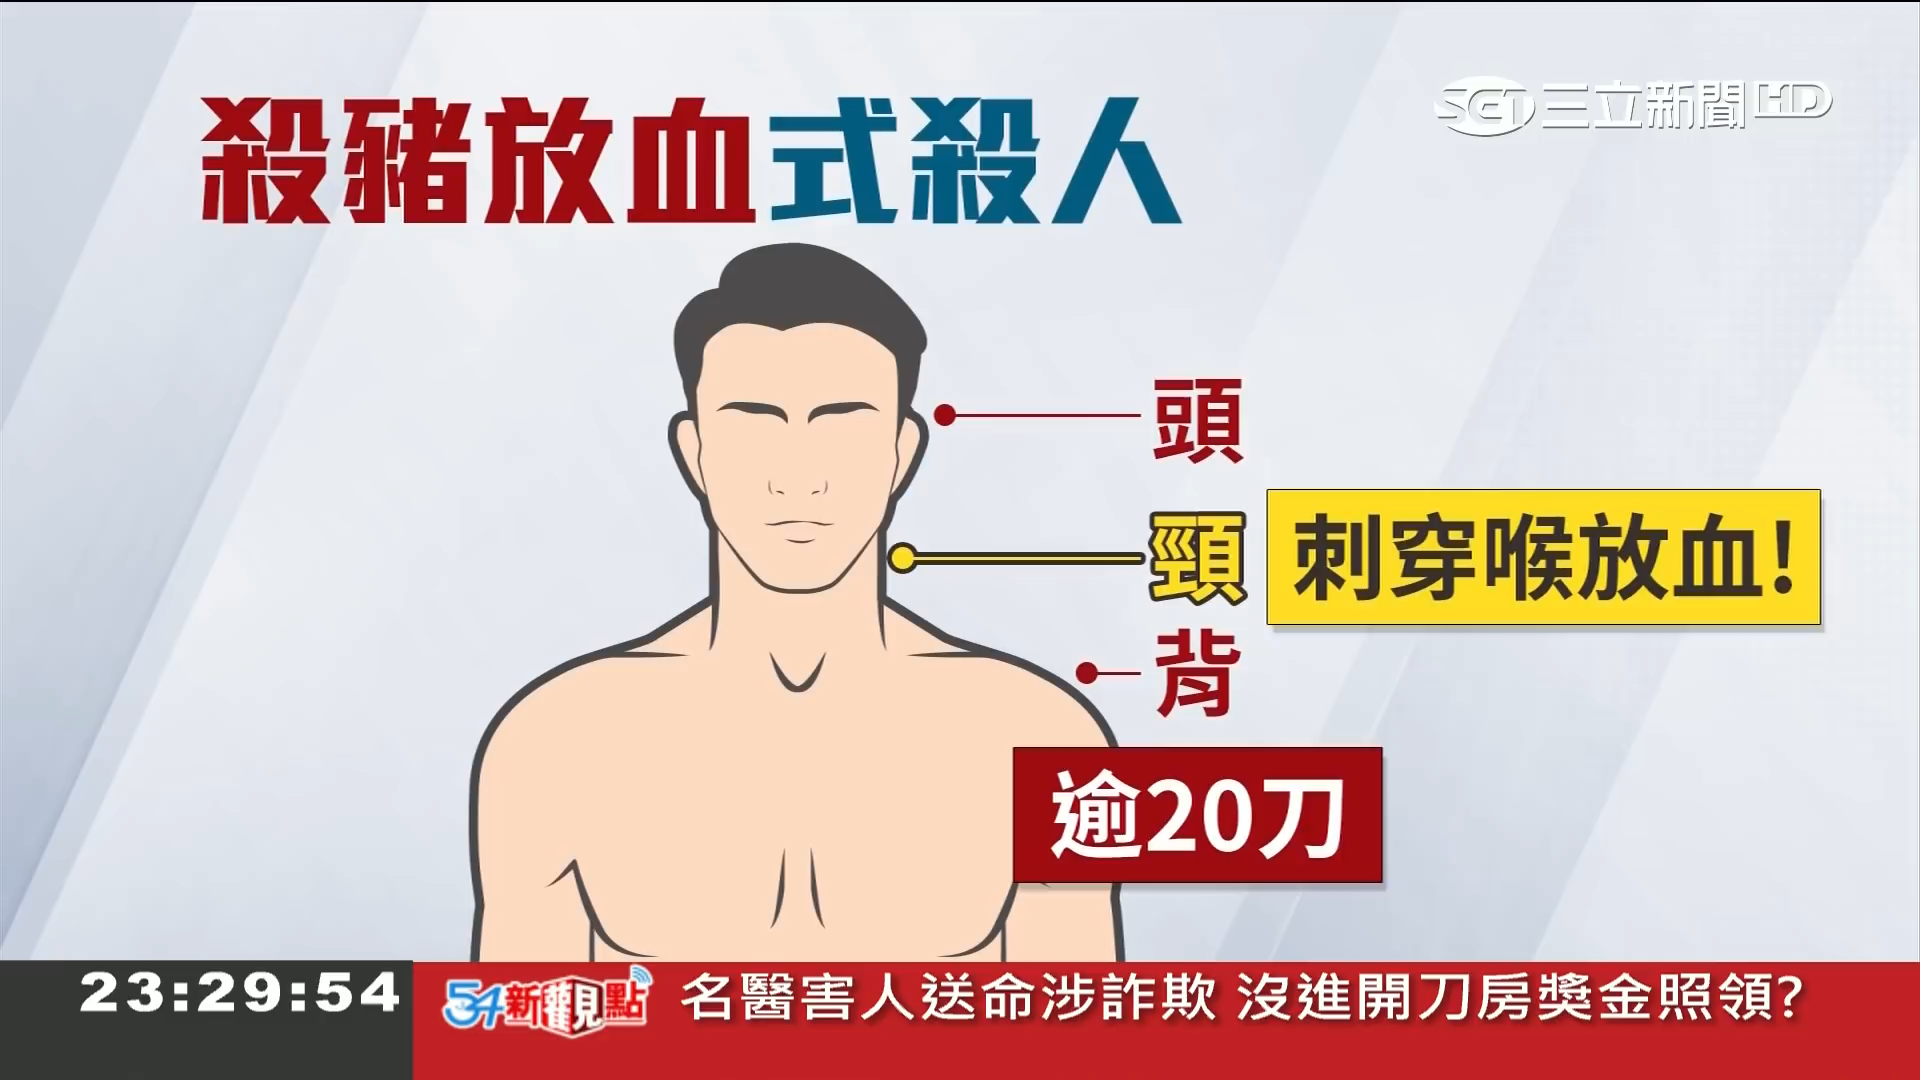 殺豬放血式殺人
SET三立新聞HD
頭
頸 刺穿喉放血!
背
逾20刀
23:29:54
54新觀點
名醫害人送命涉詐欺 沒進開刀房獎金照領?